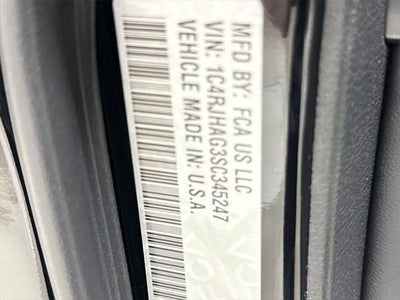 MFD BY: FCA US LLC
VIN: 1C4RJHAG3SC345247
VEHICLE MADE IN: U.S.A.